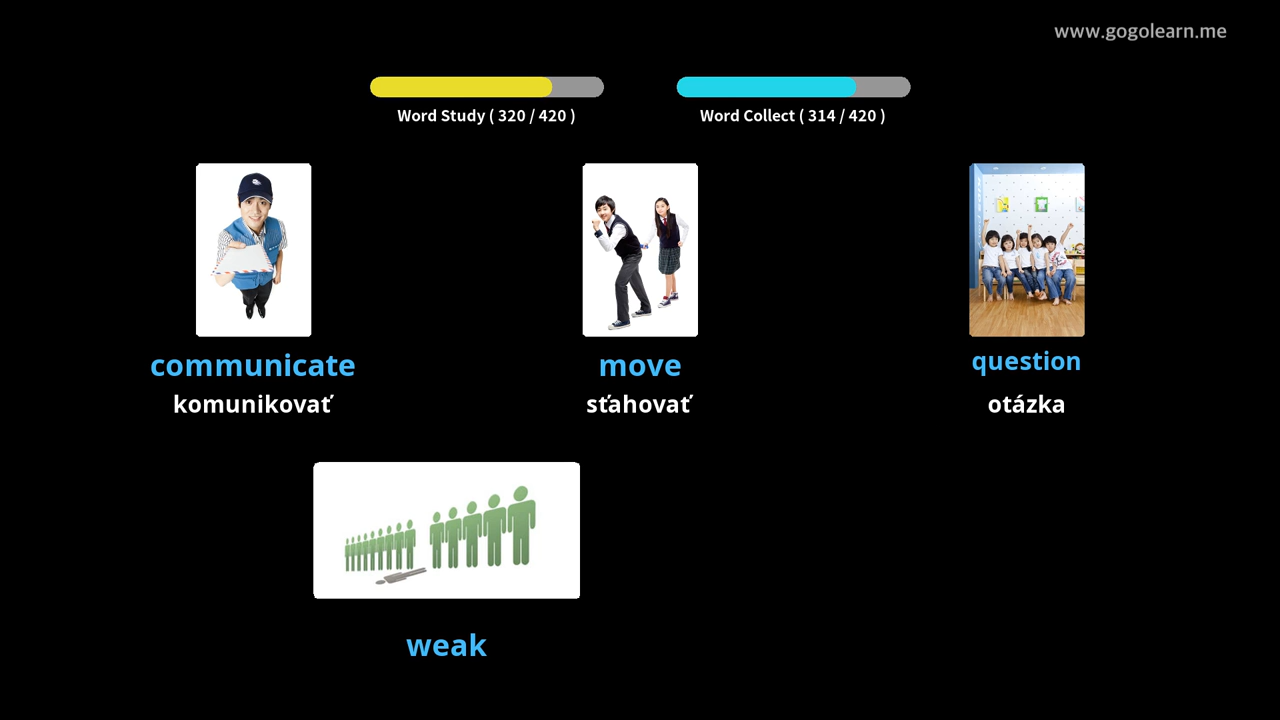 www.gogolearn.me
Word Study ( 320 / 420 )
Word Collect ( 314 / 420 )
communicate
komunikovať
move
sťahovať
question
otázka
weak